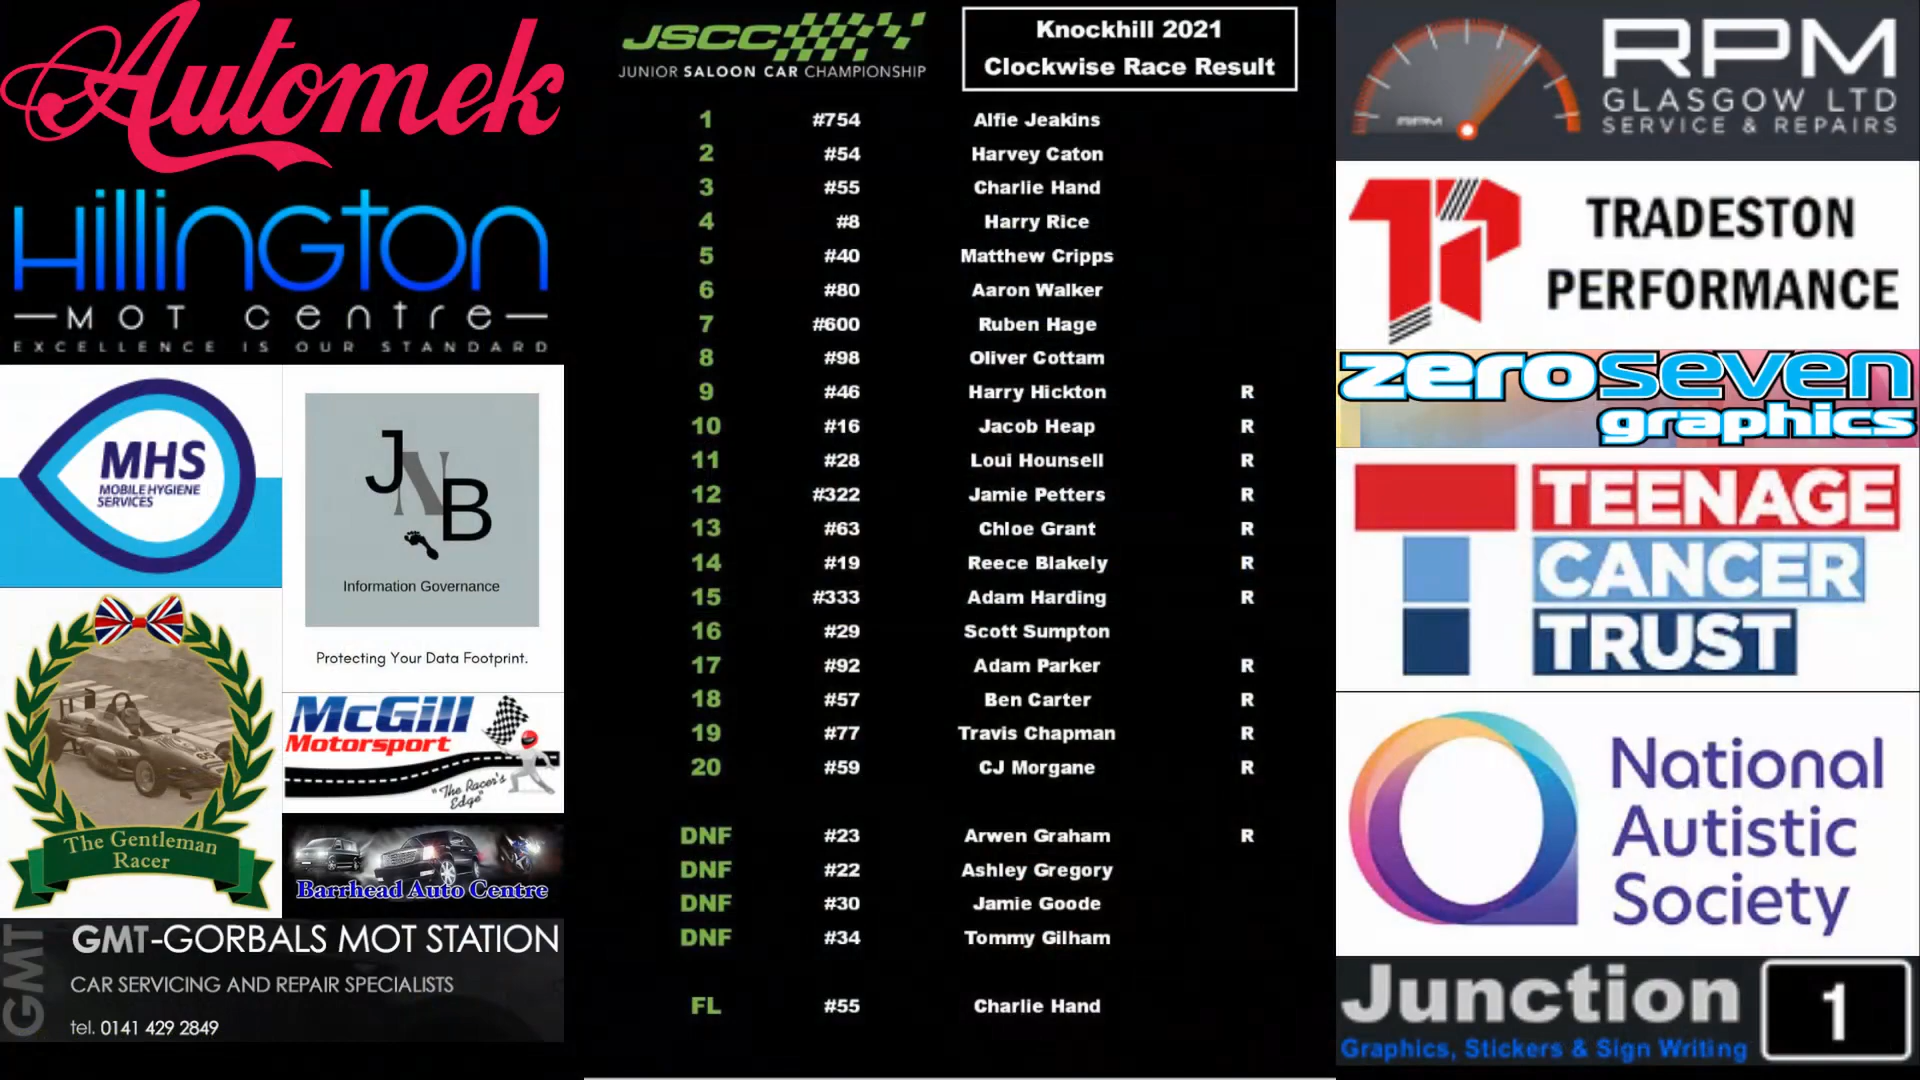 Automek
Hillington
MOT centre
EXCELLENCE IS OUR STANDARD
MHS
MOBILE HYGIENE
SERVICES
JNB
Information Governance
Protecting Your Data Footprint.
The Gentleman
Racer
McGill
Motorsport
"The Racer's
Edge"
Barrhead Auto Centre
GMT
GMT-GORBALS MOT STATION
CAR SERVICING AND REPAIR SPECIALISTS
tel. 0141 429 2849
JSCC
JUNIOR SALOON CAR CHAMPIONSHIP
Knockhill 2021
Clockwise Race Result
1 #754 Alfie Jeakins
2 #54 Harvey Caton
3 #55 Charlie Hand
4 #8 Harry Rice
5 #40 Matthew Cripps
6 #80 Aaron Walker
7 #600 Ruben Hage
8 #98 Oliver Cottam
9 #46 Harry Hickton R
10 #16 Jacob Heap R
11 #28 Loui Hounsell R
12 #322 Jamie Petters R
13 #63 Chloe Grant R
14 #19 Reece Blakely R
15 #333 Adam Harding R
16 #29 Scott Sumpton
17 #92 Adam Parker R
18 #57 Ben Carter R
19 #77 Travis Chapman R
20 #59 CJ Morgane R
DNF #23 Arwen Graham R
DNF #22 Ashley Gregory
DNF #30 Jamie Goode
DNF #34 Tommy Gilham
FL #55 Charlie Hand
RPM
RPM
GLASGOW LTD
SERVICE & REPAIRS
TP
TRADESTON
PERFORMANCE
zeroseven
graphics
TEENAGE
CANCER
TRUST
National
Autistic
Society
Junction 1
Graphics, Stickers & Sign Writing